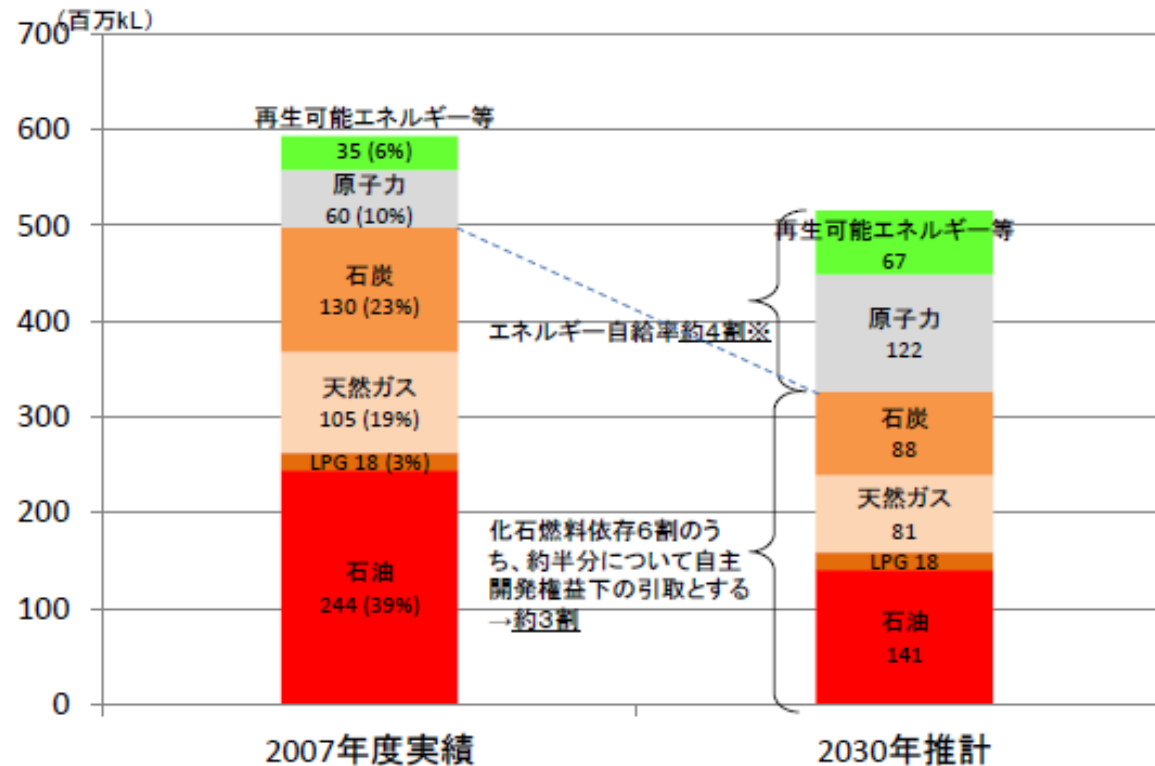 （百万kL）
700
600
500
400
300
200
100
0
再生可能エネルギー等
35 (6%)
原子力
60 (10%)
石炭
130 (23%)
天然ガス
105 (19%)
LPG 18 (3%)
石油
244 (39%)
2007年度実績
エネルギー自給率約4割※
化石燃料依存6割のう
ち、約半分について自主
開発権益下の引取とする
→約3割
再生可能エネルギー等
67
原子力
122
石炭
88
天然ガス
81
LPG 18
石油
141
2030年推計